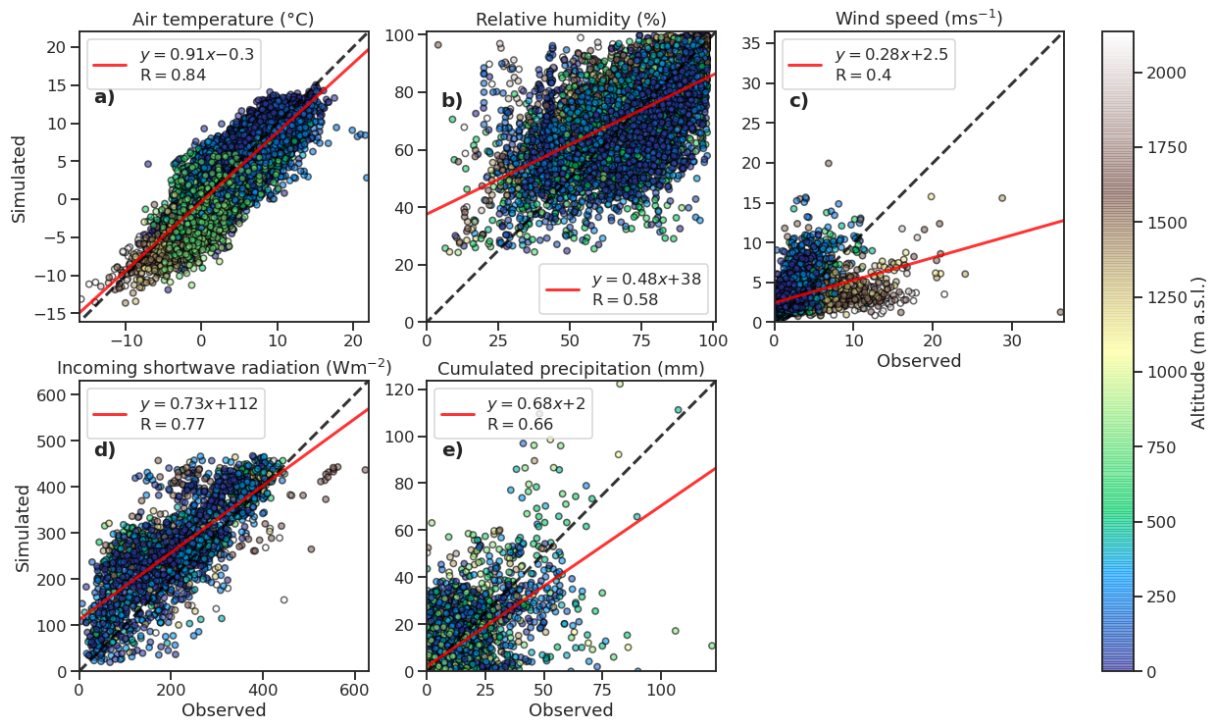 Air temperature (°C)
20
15
10
5
0
−5
−10
−15
Simulated
y = 0.91x−0.3
R = 0.84
a)
−10
0
10
20
Relative humidity (%)
100
80
60
40
20
0
b)
y = 0.48x+38
R = 0.58
0
25
50
75
100
Wind speed (ms⁻¹)
35
30
25
20
15
10
5
0
y = 0.28x+2.5
R = 0.4
c)
0
10
20
30
Observed
Incoming shortwave radiation (Wm⁻²)
600
500
400
300
200
100
0
Simulated
y = 0.73x+112
R = 0.77
d)
0
200
400
600
Observed
Cumulated precipitation (mm)
120
100
80
60
40
20
0
y = 0.68x+2
R = 0.66
e)
0
25
50
75
100
Observed
2000
1750
1500
1250
1000
750
500
250
0
Altitude (m a.s.l.)